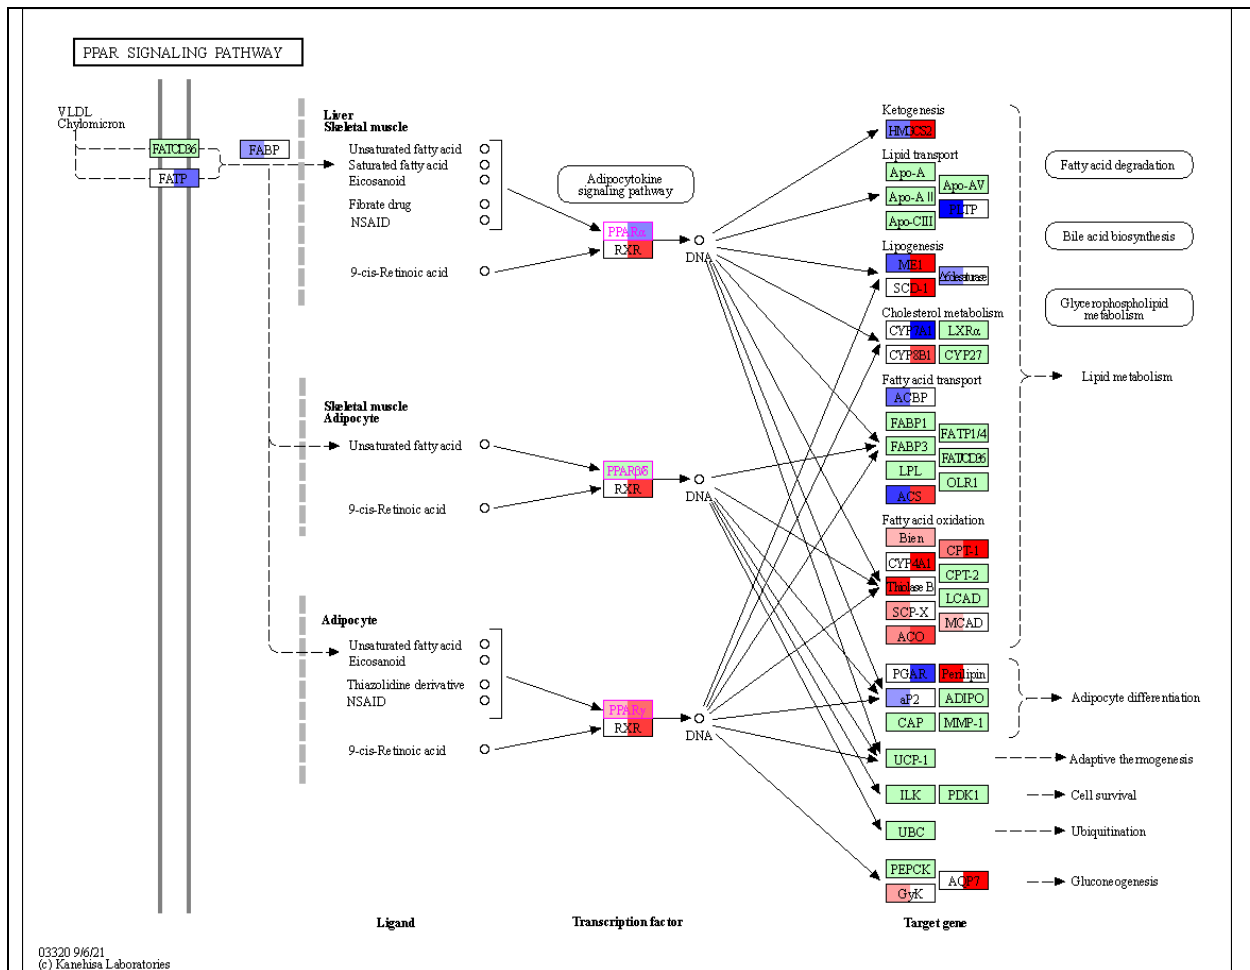 PPAR SIGNALING PATHWAY
VLDL
Chylomicron
FATCD36
FATP
FABP
Liver
Skeletal muscle
Unsaturated fatty acid
Saturated fatty acid
Eicosanoid
Fibrate drug
NSAID
9-cis-Retinoic acid
Adipocytokine
signaling pathway
PPARα
RXR
DNA
Skeletal muscle
Adipocyte
Unsaturated fatty acid
9-cis-Retinoic acid
PPARβ/δ
RXR
DNA
Adipocyte
Unsaturated fatty acid
Eicosanoid
Thiazolidine derivative
NSAID
9-cis-Retinoic acid
PPARγ
RXR
DNA
Ketogenesis
HMGCS2
Lipid transport
Apo-A
Apo-AII
Apo-AV
Apo-CIII
PLTP
Lipogenesis
ME1
Δ6desaturase
SCD-1
Cholesterol metabolism
CYP7A1
LXRα
CYP8B1
CYP27
Fatty acid transport
ACBP
FABP1
FATP1/4
FABP3
FATCD36
LPL
OLR1
ACS
Fatty acid oxidation
Bien
CPT-1
CYP4A1
CPT-2
Thiolase B
LCAD
SCP-X
MCAD
ACO
PGAR
Perilipin
aP2
ADIPO
CAP
MMP-1
UCP-1
ILK
PDK1
UBC
PEPCK
AQP7
GyK
Fatty acid degradation
Bile acid biosynthesis
Glycerophospholipid
metabolism
Lipid metabolism
Adipocyte differentiation
Adaptive thermogenesis
Cell survival
Ubiquitination
Gluconeogenesis
Ligand
Transcription factor
Target gene
03320 9/6/21
(c) Kanehisa Laboratories